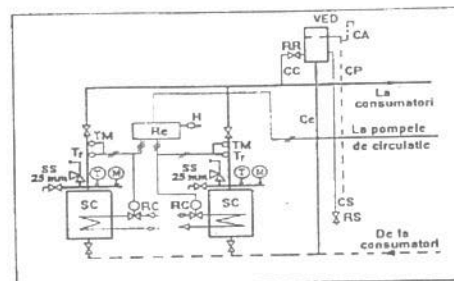 VED
CA
RR
CC
CP
La
consumatori
TM
Re
H
Ce
La pompele
de circulatie
TM
Tr
Tr
SS
25 mm
T
M
SS
25 mm
T
M
SC
RC
RC
SC
CS
RS
De la
consumatori